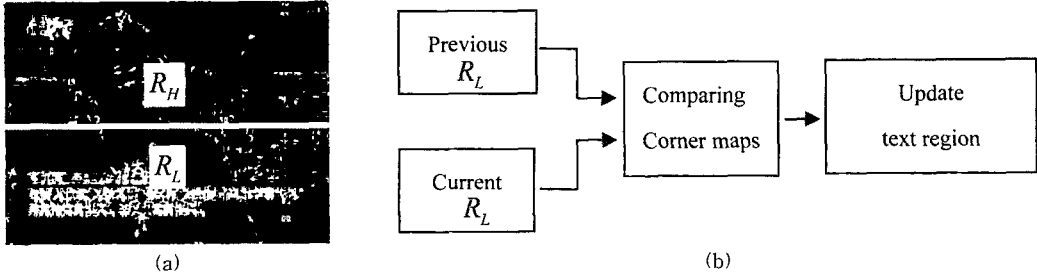 R_H
R_L
(a)
Previous
R_L
Current
R_L
Comparing
Corner maps
Update
text region
(b)